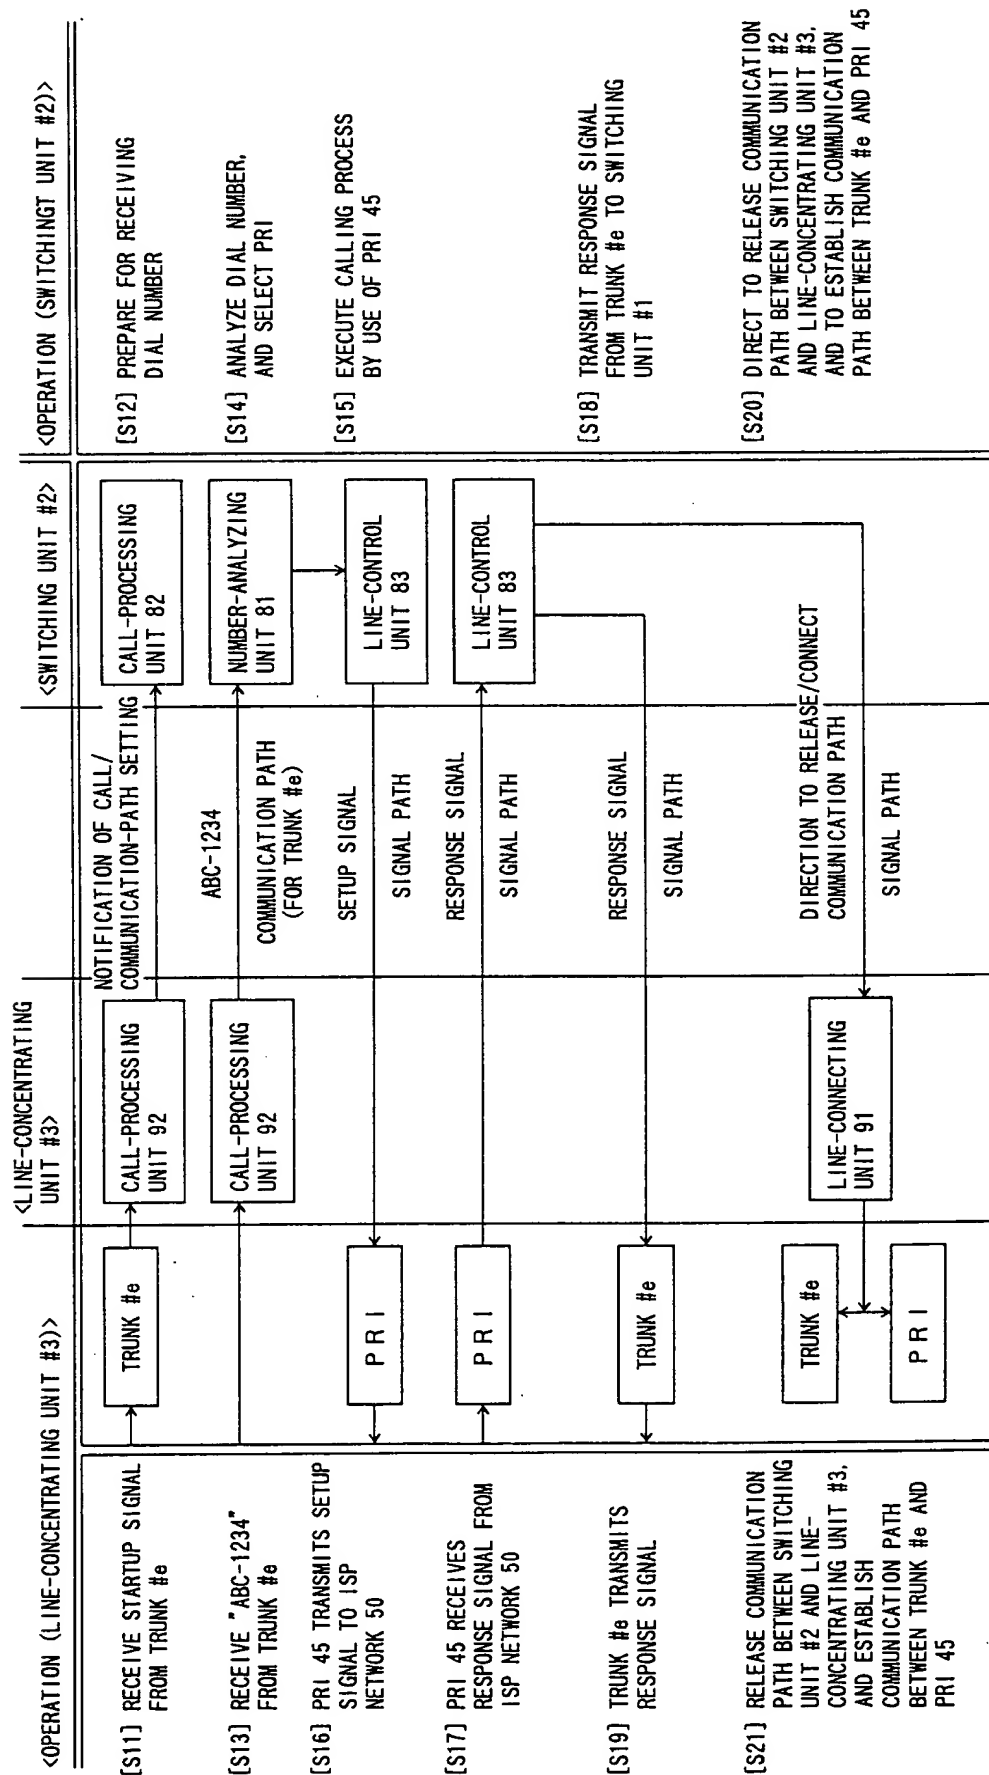 <OPERATION (LINE-CONCENTRATING UNIT #3)>
<LINE-CONCENTRATING
UNIT #3>
<SWITCHING UNIT #2>
<OPERATION (SWITCHINGT UNIT #2)>
[S11] RECEIVE STARTUP SIGNAL
FROM TRUNK #e
TRUNK #e
CALL-PROCESSING
UNIT 92
NOTIFICATION OF CALL/
COMMUNICATION-PATH SETTING
CALL-PROCESSING
UNIT 82
[S12] PREPARE FOR RECEIVING
DIAL NUMBER
[S13] RECEIVE "ABC-1234"
FROM TRUNK #e
CALL-PROCESSING
UNIT 92
ABC-1234
COMMUNICATION PATH
(FOR TRUNK #e)
NUMBER-ANALYZING
UNIT 81
[S14] ANALYZE DIAL NUMBER,
AND SELECT PRI
[S16] PRI 45 TRANSMITS SETUP
SIGNAL TO ISP
NETWORK 50
PRI
SETUP SIGNAL
SIGNAL PATH
LINE-CONTROL
UNIT 83
[S15] EXECUTE CALLING PROCESS
BY USE OF PRI 45
[S17] PRI 45 RECEIVES
RESPONSE SIGNAL FROM
ISP NETWORK 50
PRI
RESPONSE SIGNAL
SIGNAL PATH
LINE-CONTROL
UNIT 83
[S19] TRUNK #e TRANSMITS
RESPONSE SIGNAL
TRUNK #e
RESPONSE SIGNAL
SIGNAL PATH
[S18] TRANSMIT RESPONSE SIGNAL
FROM TRUNK #e TO SWITCHING
UNIT #1
[S21] RELEASE COMMUNICATION
PATH BETWEEN SWITCHING
UNIT #2 AND LINE-
CONCENTRATING UNIT #3,
AND ESTABLISH
COMMUNICATION PATH
BETWEEN TRUNK #e AND
PRI 45
TRUNK #e
PRI
LINE-CONNECTING
UNIT 91
DIRECTION TO RELEASE/CONNECT
COMMUNICATION PATH
SIGNAL PATH
[S20] DIRECT TO RELEASE COMMUNICATION
PATH BETWEEN SWITCHING UNIT #2
AND LINE-CONCENTRATING UNIT #3,
AND TO ESTABLISH COMMUNICATION
PATH BETWEEN TRUNK #e AND PRI 45